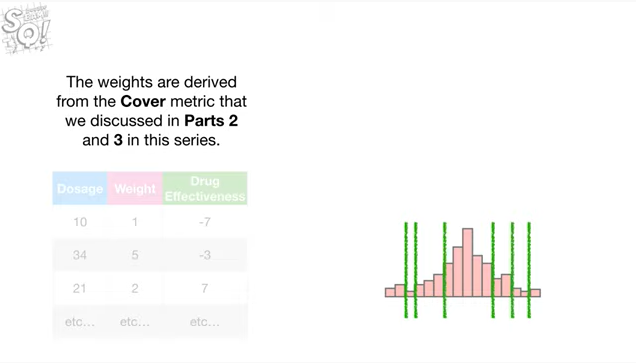 SQ!
The weights are derived
from the Cover metric that
we discussed in Parts 2
and 3 in this series.
Dosage Weight Drug Effectiveness
10 1 -7
34 5 -3
21 2 7
etc... etc... etc...